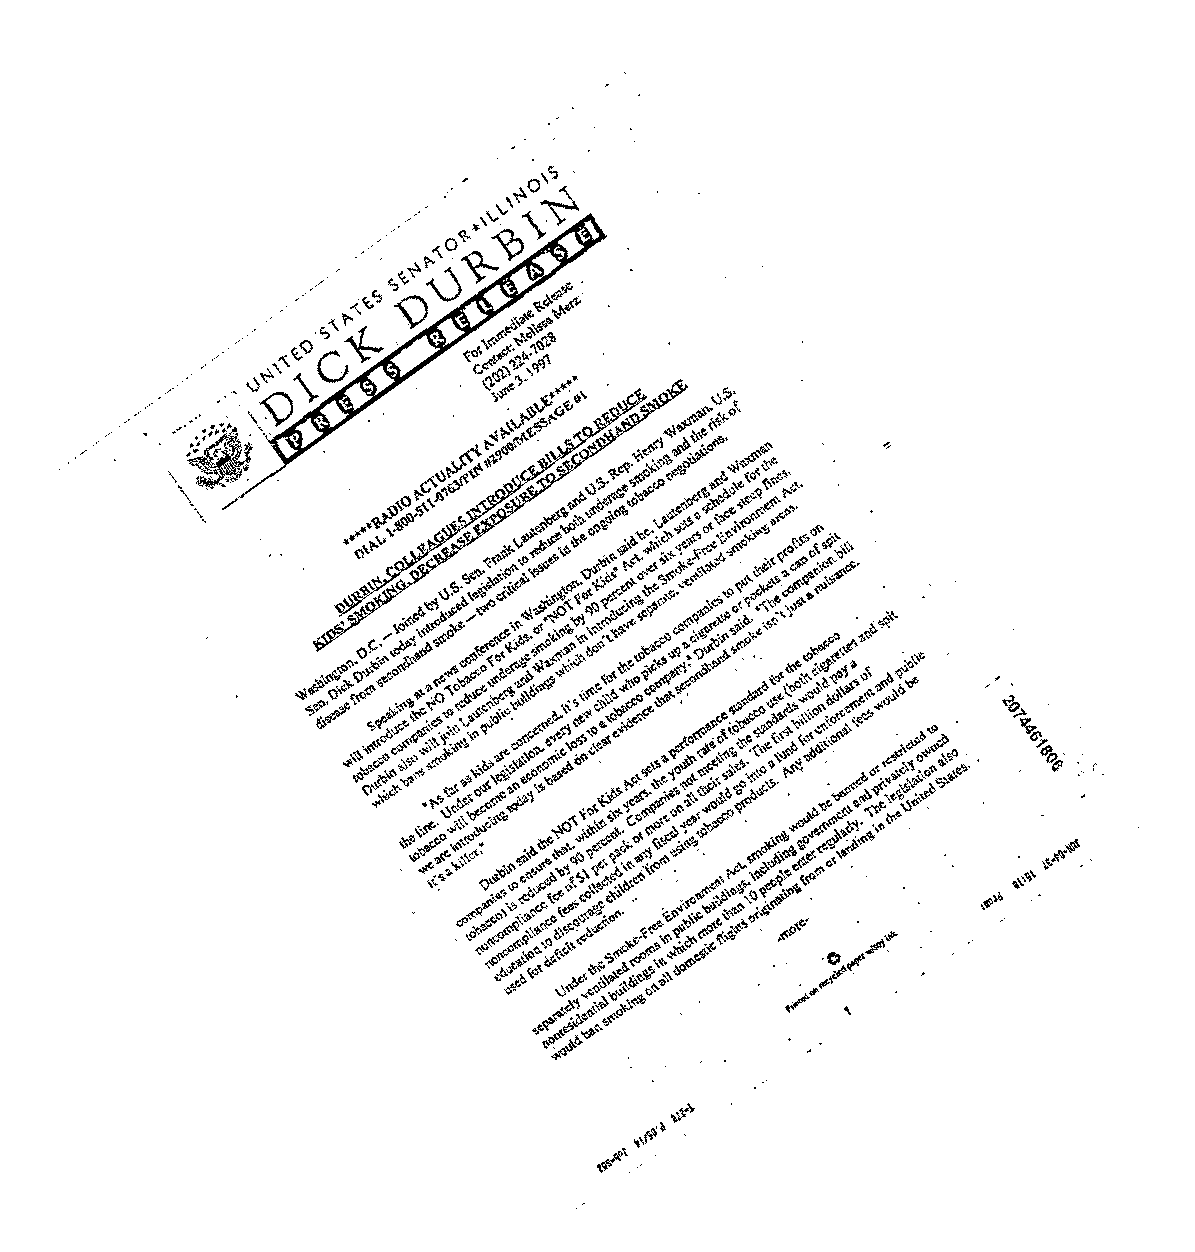 UNITED STATES SENATOR★ILLINOIS
DICK DURBIN
PRESS RELEASE
For Immediate Release
Contact: Melissa Merz
(202) 224-7028
June 3, 1997
*****RADIO ACTUALITY AVAILABLE*****
DIAL 1-800-511-0763/PIN #2900/MESSAGE #1
DURBIN, COLLEAGUES INTRODUCE BILLS TO REDUCE
KIDS' SMOKING, DECREASE EXPOSURE TO SECONDHAND SMOKE
Washington, D.C. — Joined by U.S. Sen. Frank Lautenberg and U.S. Rep. Henry Waxman, U.S.
Sen. Dick Durbin today introduced legislation to reduce both underage smoking and the risk of
disease from secondhand smoke — two critical issues in the ongoing tobacco negotiations.
Speaking at a news conference in Washington, Durbin said he, Lautenberg and Waxman
will introduce the NO Tobacco For Kids, or "NOT For Kids" Act, which sets a schedule for the
tobacco companies to reduce underage smoking by 90 percent over six years or face steep fines.
Durbin also will join Lautenberg and Waxman in introducing the Smoke-Free Environment Act,
which bans smoking in public buildings which don't have separate, ventilated smoking areas.
"As far as kids are concerned, it's time for the tobacco companies to put their profits on
the line. Under our legislation, every new child who picks up a cigarette or pockets a can of spit
tobacco will become an economic loss to a tobacco company," Durbin said. "The companion bill
we are introducing today is based on clear evidence that secondhand smoke isn't just a nuisance.
It's a killer."
Durbin said the NOT For Kids Act sets a performance standard for the tobacco
companies to ensure that, within six years, the youth rate of tobacco use (both cigarettes and spit
tobacco) is reduced by 90 percent. Companies not meeting the standards would pay a
noncompliance fee of $1 per pack or more on all their sales. The first billion dollars of
noncompliance fees collected in any fiscal year would go into a fund for enforcement and public
education to discourage children from using tobacco products. Any additional fees would be
used for deficit reduction.
Under the Smoke-Free Environment Act, smoking would be banned or restricted to
separately ventilated rooms in public buildings, including government and privately owned
nonresidential buildings in which more than 10 people enter regularly. The legislation also
would ban smoking on all domestic flights originating from or landing in the United States.
-more-
Printed on recycled paper
2074461806